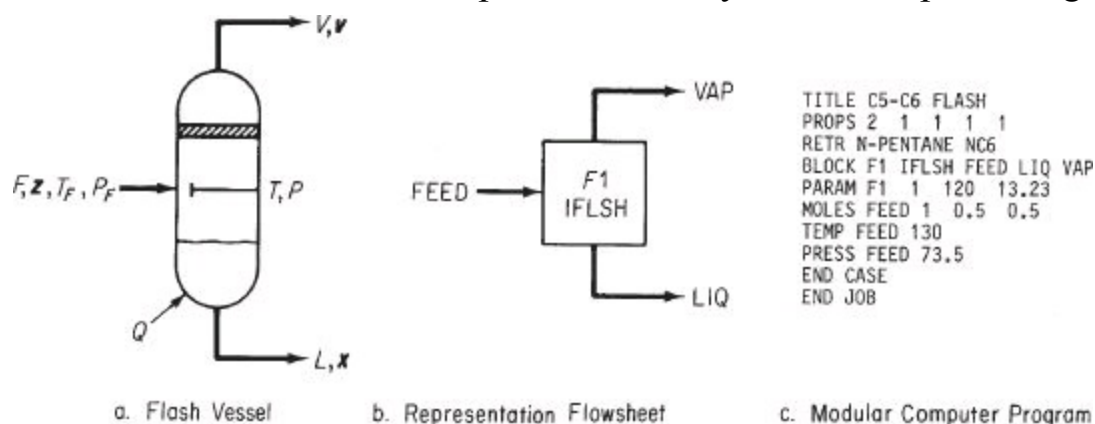 V,v
F,z,T_F,P_F
T,P
Q
L,x
a. Flash Vessel
VAP
FEED
F1
IFLSH
LIQ
b. Representation Flowsheet
TITLE C5-C6 FLASH
PROPS 2 1 1 1 1
RETR N-PENTANE NC6
BLOCK F1 IFLSH FEED LIQ VAP
PARAM F1 1 120 13.23
MOLES FEED 1 0.5 0.5
TEMP FEED 130
PRESS FEED 73.5
END CASE
END JOB
c. Modular Computer Program